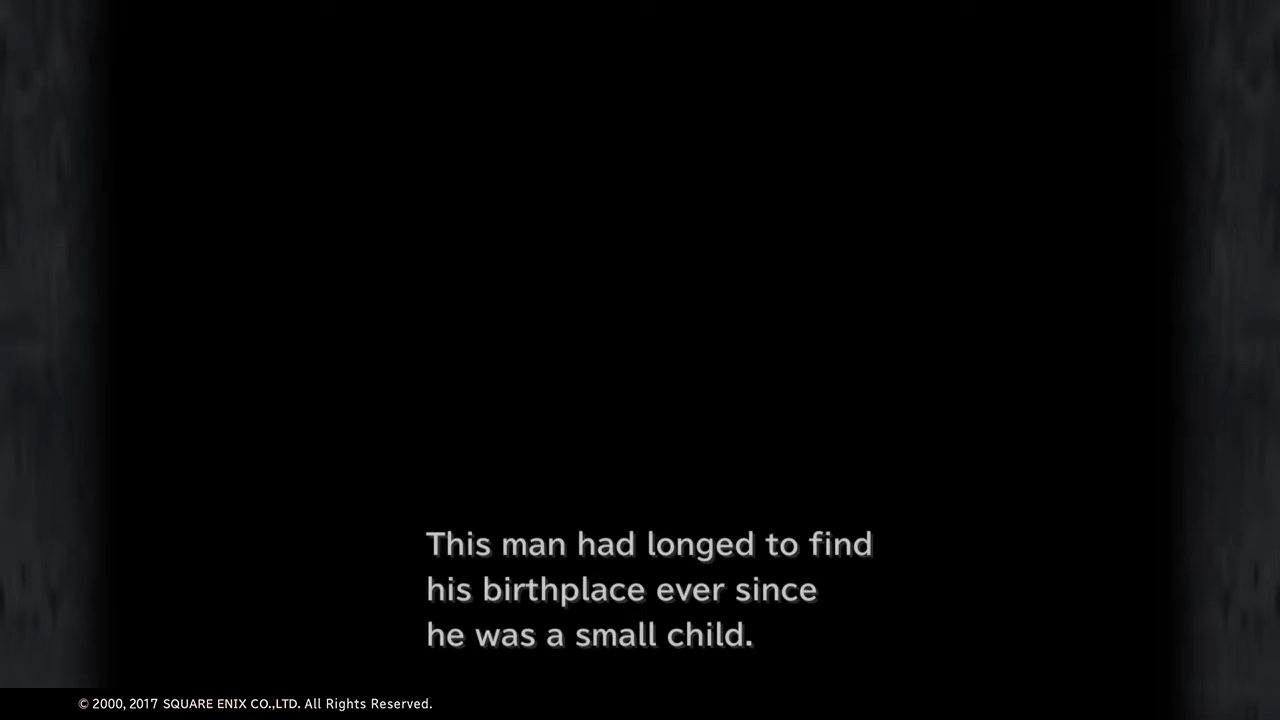 This man had longed to find
his birthplace ever since
he was a small child.
© 2000, 2017 SQUARE ENIX CO.,LTD. All Rights Reserved.